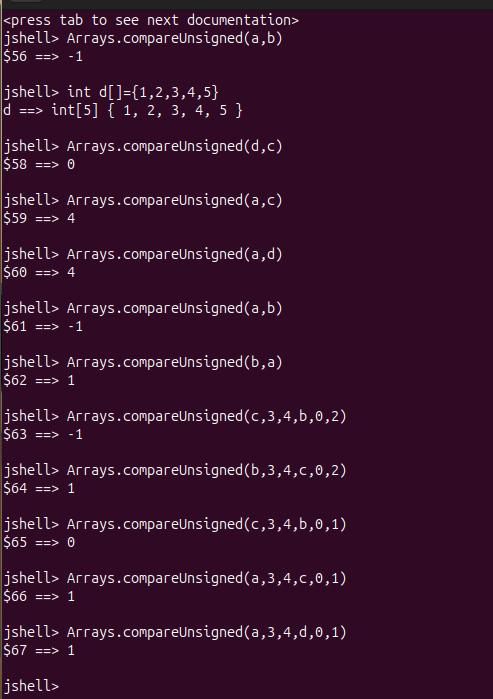 <press tab to see next documentation>
jshell> Arrays.compareUnsigned(a,b)
$56 ==> -1
jshell> int d[]={1,2,3,4,5}
d ==> int[5] { 1, 2, 3, 4, 5 }
jshell> Arrays.compareUnsigned(d,c)
$58 ==> 0
jshell> Arrays.compareUnsigned(a,c)
$59 ==> 4
jshell> Arrays.compareUnsigned(a,d)
$60 ==> 4
jshell> Arrays.compareUnsigned(a,b)
$61 ==> -1
jshell> Arrays.compareUnsigned(b,a)
$62 ==> 1
jshell> Arrays.compareUnsigned(c,3,4,b,0,2)
$63 ==> -1
jshell> Arrays.compareUnsigned(b,3,4,c,0,2)
$64 ==> 1
jshell> Arrays.compareUnsigned(c,3,4,b,0,1)
$65 ==> 0
jshell> Arrays.compareUnsigned(a,3,4,c,0,1)
$66 ==> 1
jshell> Arrays.compareUnsigned(a,3,4,d,0,1)
$67 ==> 1
jshell>